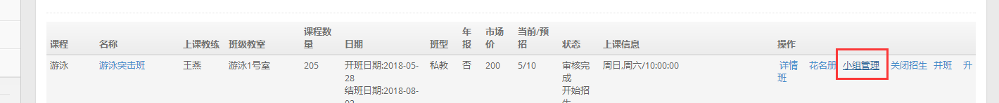 课程 名称 上课教练 班级教室 课程数量 日期 班型 年报 市场价 当前/预招 状态 上课信息 操作
游泳 游泳突击班 王燕 游泳1号室 205 开班日期:2018-05-28 私教 否 200 5/10 审核完成 周日,周六/10:00:00 详情 花名册 小组管理 关闭招生 并班 升班
结班日期:2018-08-02 开始招生